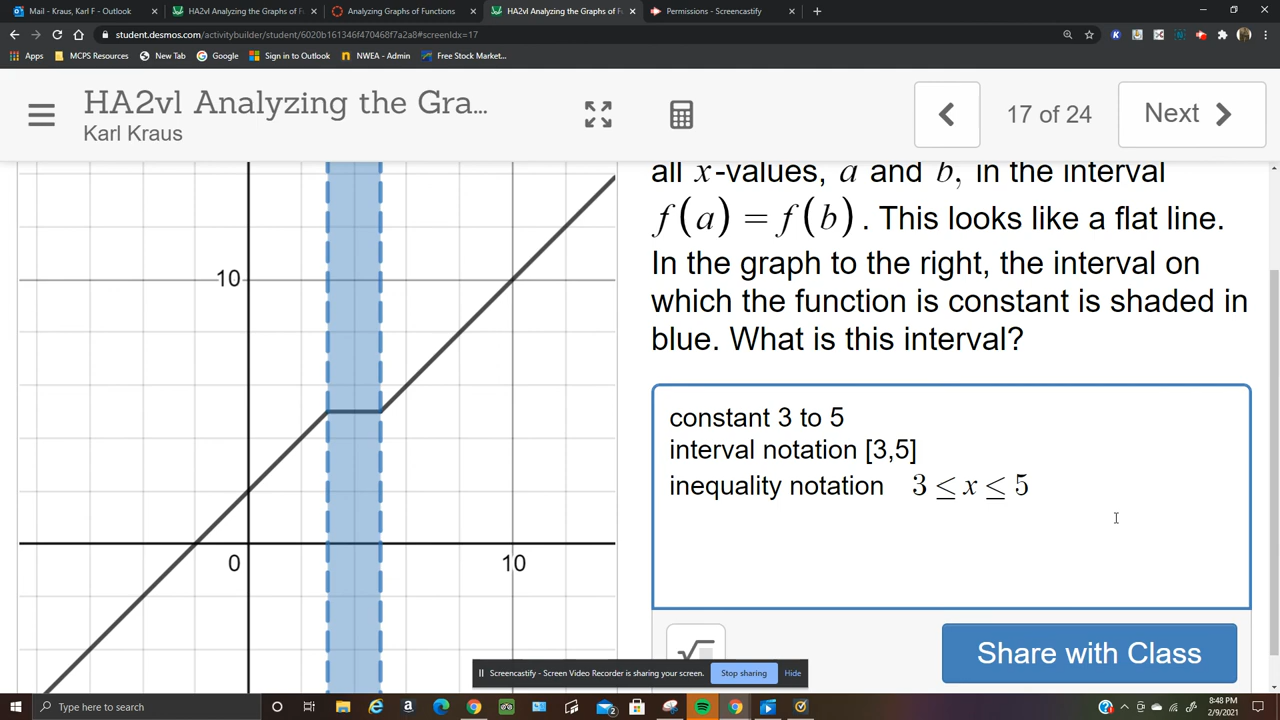 Mail - Kraus, Karl F - Outlook
HA2vl Analyzing the Graphs of F
Analyzing Graphs of Functions
HA2vl Analyzing the Graphs of F
Permissions - Screencastify
student.desmos.com/activitybuilder/student/6020b161346f470468f7a2a8#screenIdx=17
Apps
MCPS Resources
New Tab
Google
Sign in to Outlook
NWEA - Admin
Free Stock Market...
HA2vl Analyzing the Gra...
Karl Kraus
17 of 24
Next
10
0
10
all x-values, a and b, in the interval
f(a) = f(b). This looks like a flat line.
In the graph to the right, the interval on
which the function is constant is shaded in
blue. What is this interval?
constant 3 to 5
interval notation [3,5]
inequality notation 3 ≤ x ≤ 5
√
Share with Class
Screencastify - Screen Video Recorder is sharing your screen.
Stop sharing
Hide
Type here to search
2
8:48 PM
2/9/2021